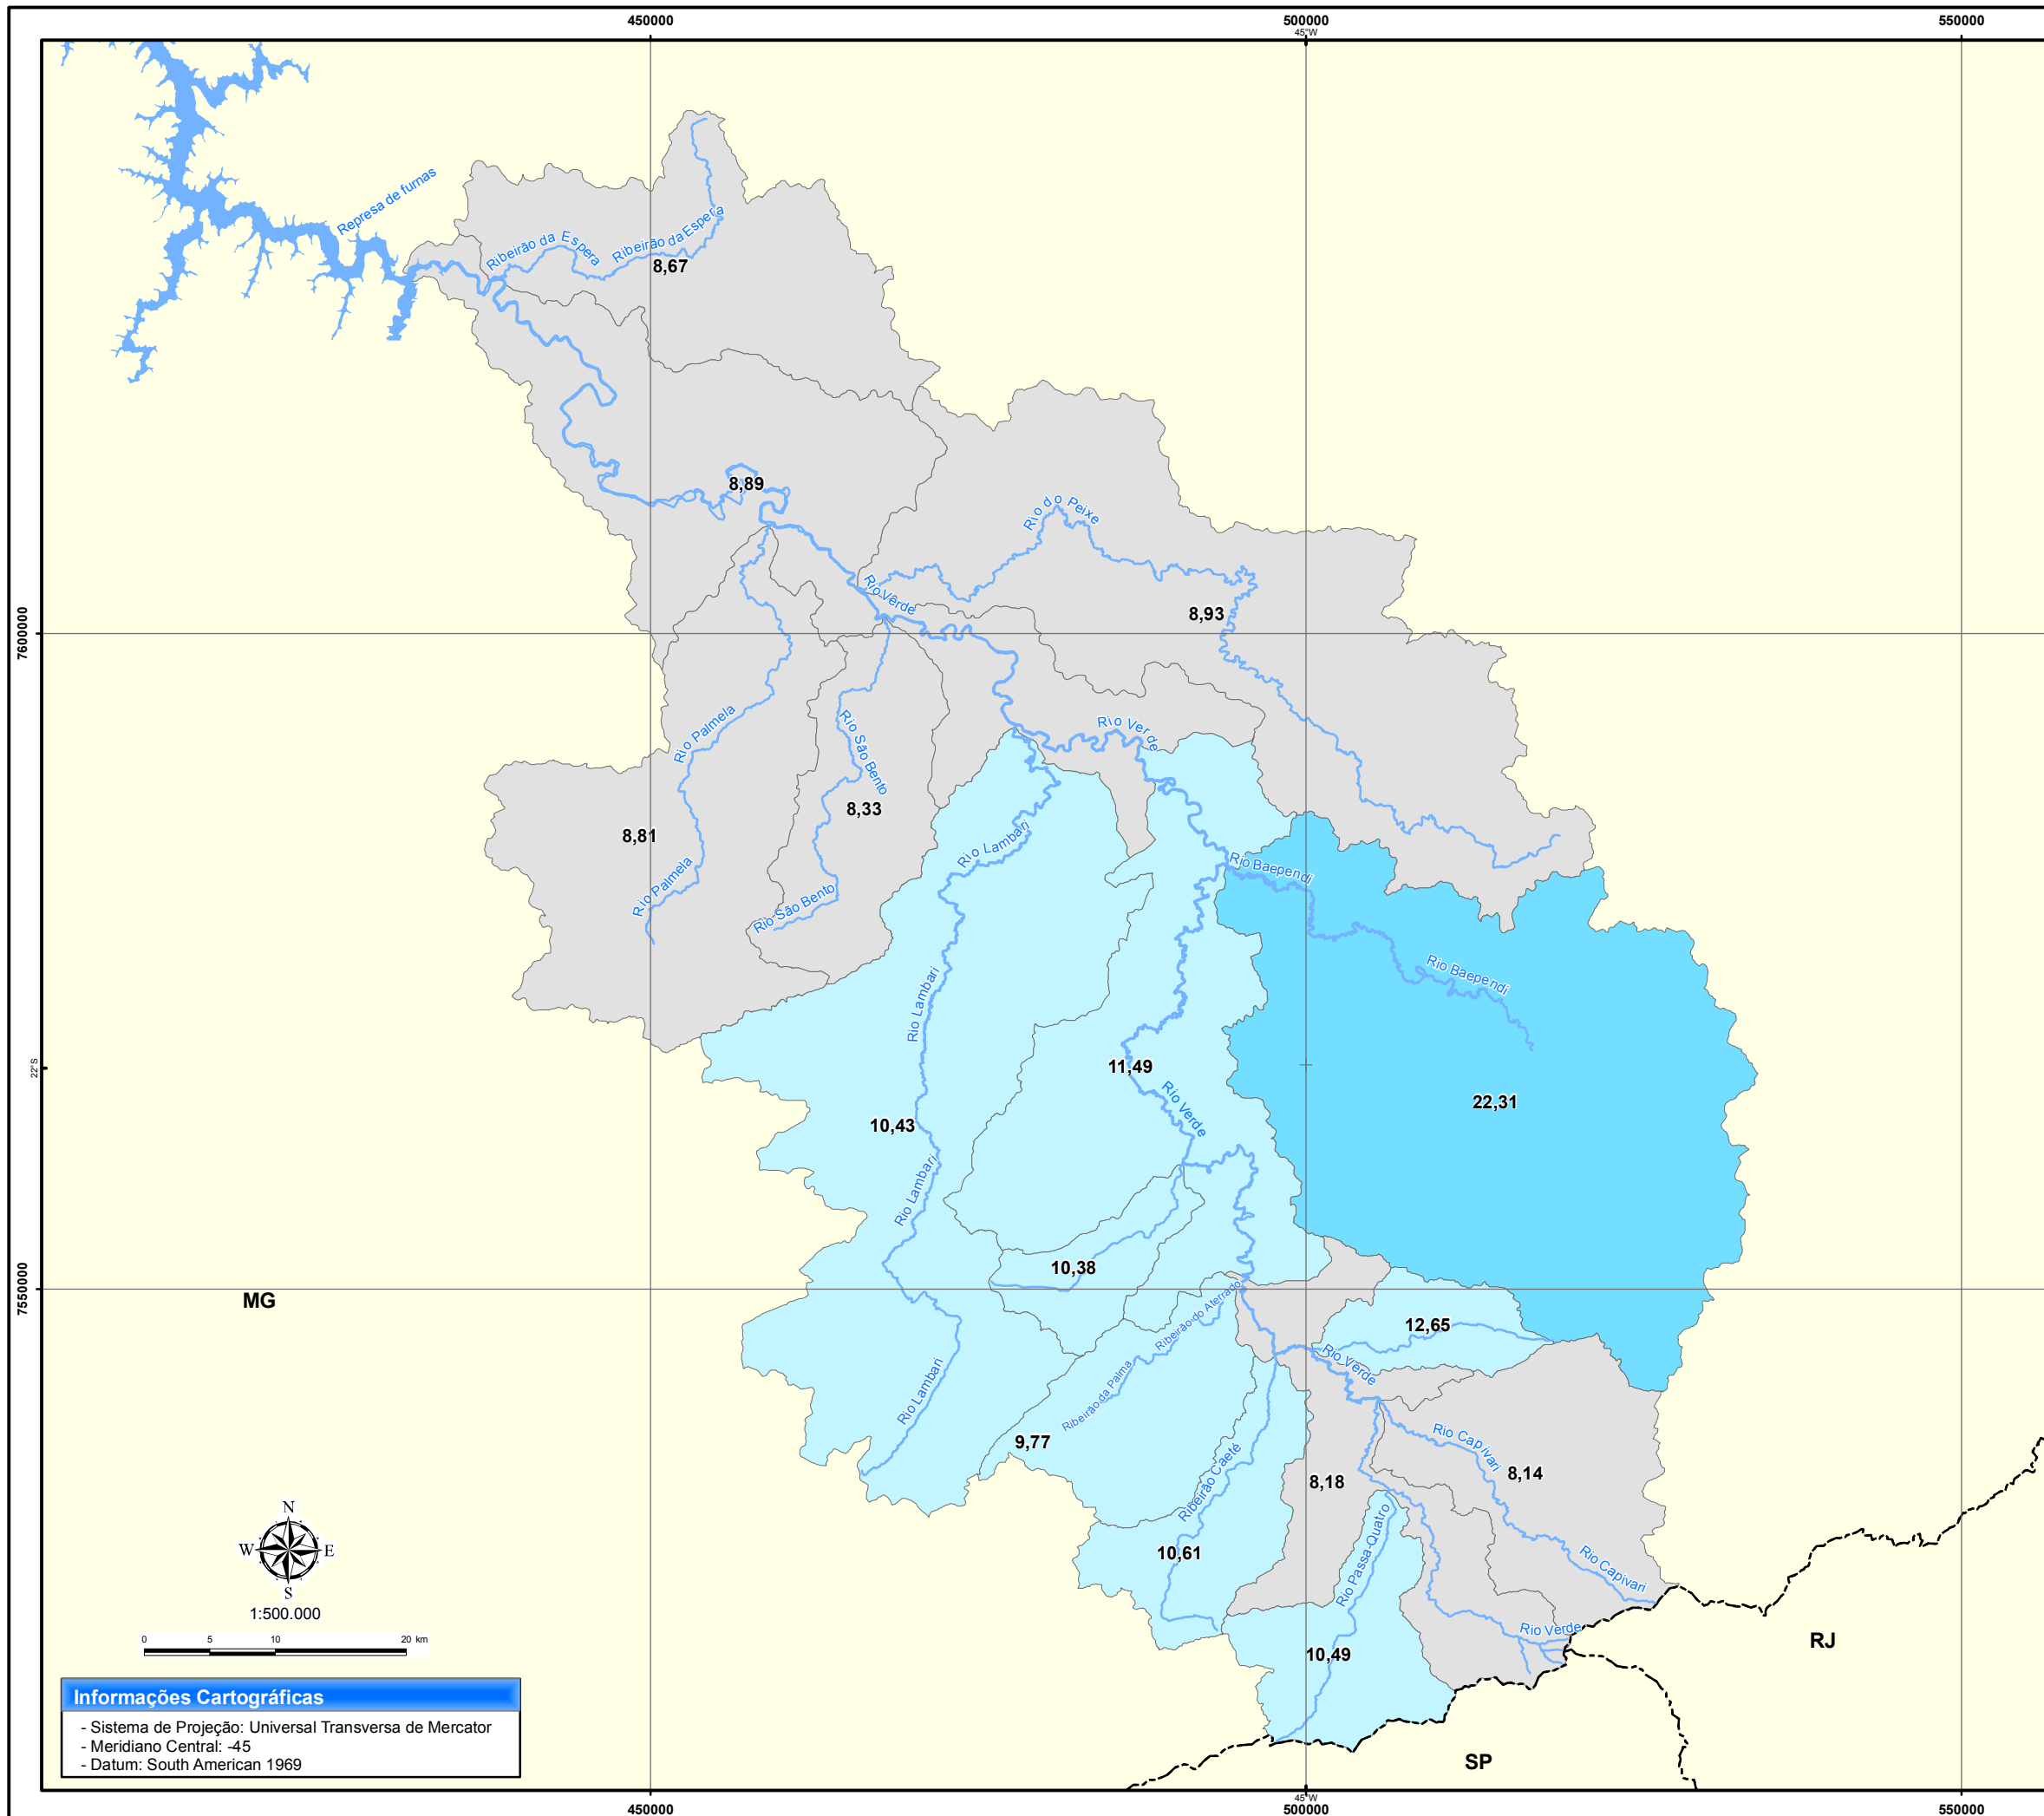 450000
500000
550000
45°W
Represa de furnas
Ribeirão da Espera
Ribeirão da Espera
8,67
8,89
Rio do Peixe
Rio Verde
8,93
7600000
Rio Palmela
Rio São Bento
Rio Verde
8,33
8,81
Rio Lambari
Rio Baependi
Rio Palmela
Rio São Bento
Rio Baependi
Rio Lambari
22°S
11,49
Rio Verde
22,31
10,43
Rio Lambari
10,38
7550000
MG
Ribeirão do Aterrado
12,65
Rio Verde
Rio Lambari
Ribeirão da Palma
9,77
Rio Capivari
Ribeirão Caeté
8,18
8,14
Rio Passa-Quatro
10,61
Rio Capivari
Rio Verde
10,49
RJ
SP
N
W
E
S
1:500.000
0 5 10 20 km
Informações Cartográficas
- Sistema de Projeção: Universal Transversa de Mercator
- Meridiano Central: -45
- Datum: South American 1969
45°W
450000
500000
550000